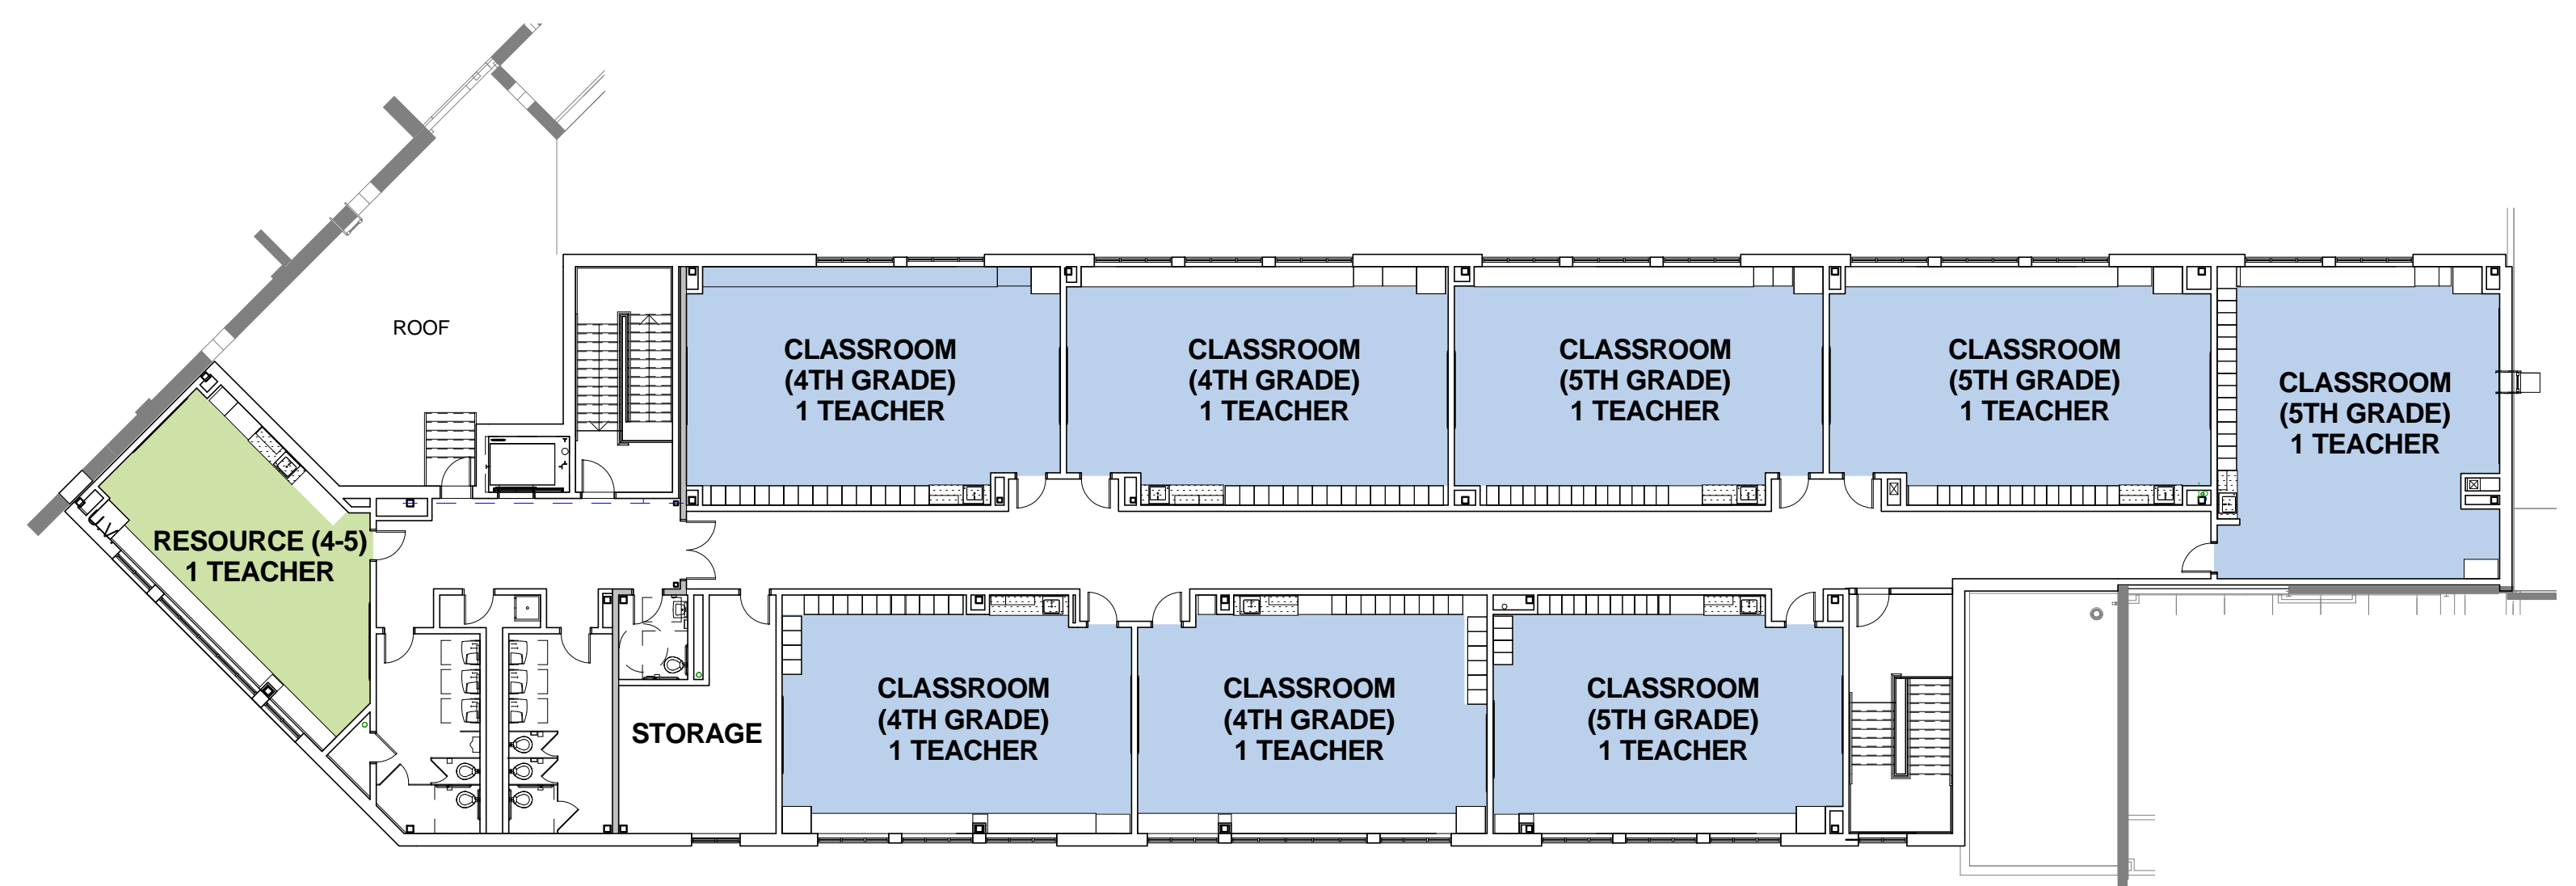 ROOF
CLASSROOM
(4TH GRADE)
1 TEACHER
CLASSROOM
(4TH GRADE)
1 TEACHER
CLASSROOM
(5TH GRADE)
1 TEACHER
CLASSROOM
(5TH GRADE)
1 TEACHER
CLASSROOM
(5TH GRADE)
1 TEACHER
RESOURCE (4-5)
1 TEACHER
STORAGE
CLASSROOM
(4TH GRADE)
1 TEACHER
CLASSROOM
(4TH GRADE)
1 TEACHER
CLASSROOM
(5TH GRADE)
1 TEACHER